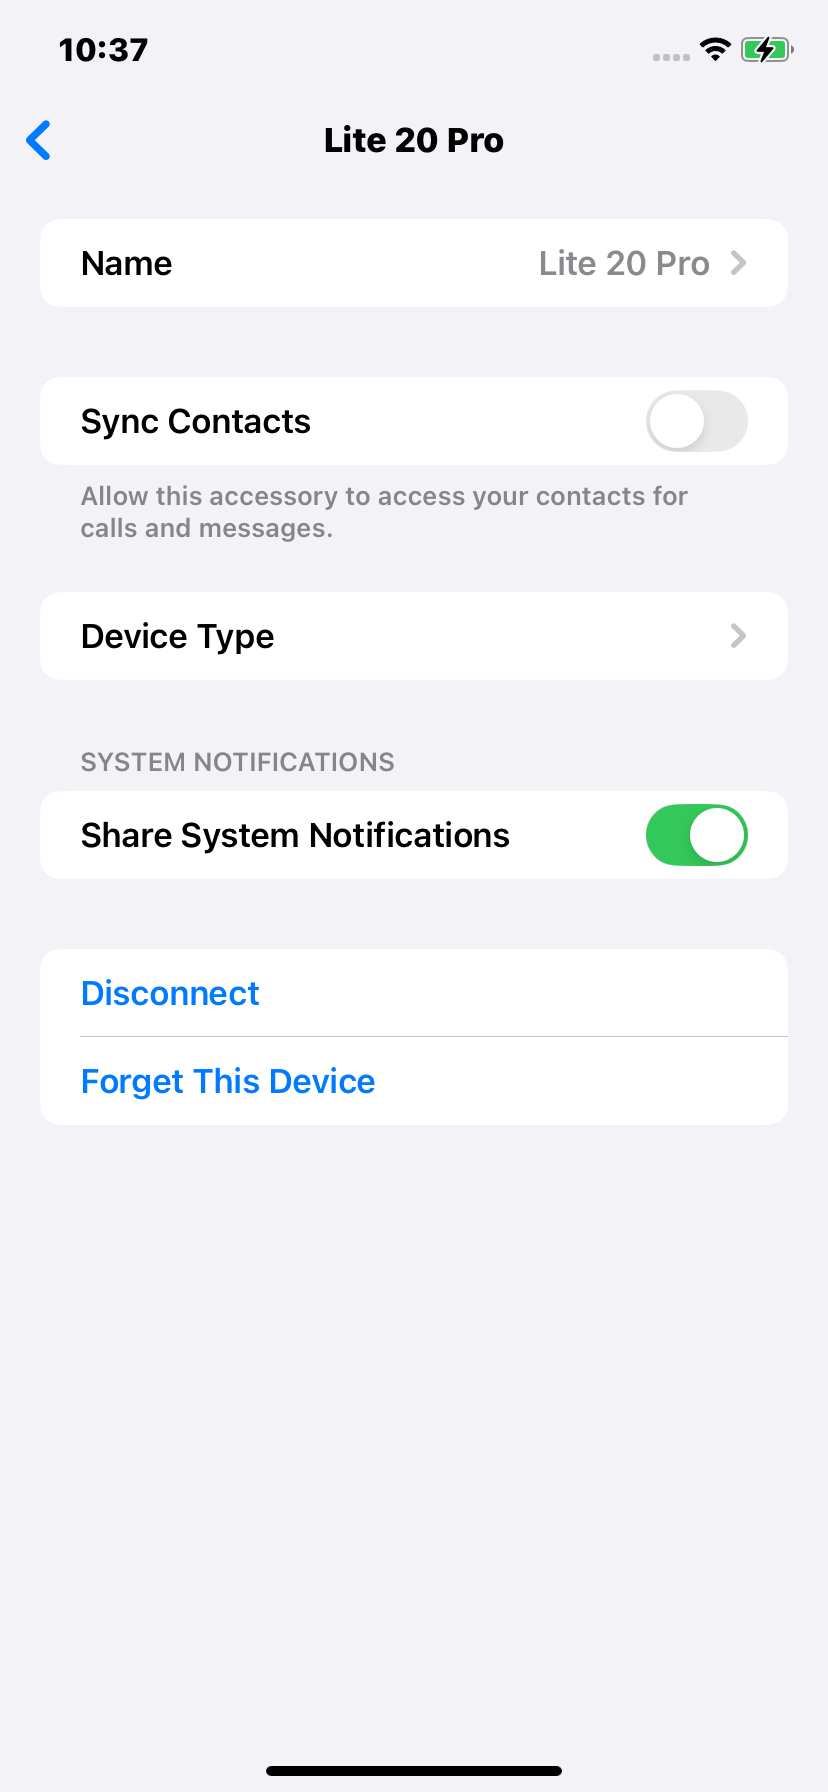 10:37
Lite 20 Pro
Name Lite 20 Pro
Sync Contacts
Allow this accessory to access your contacts for
calls and messages.
Device Type
SYSTEM NOTIFICATIONS
Share System Notifications
Disconnect
Forget This Device